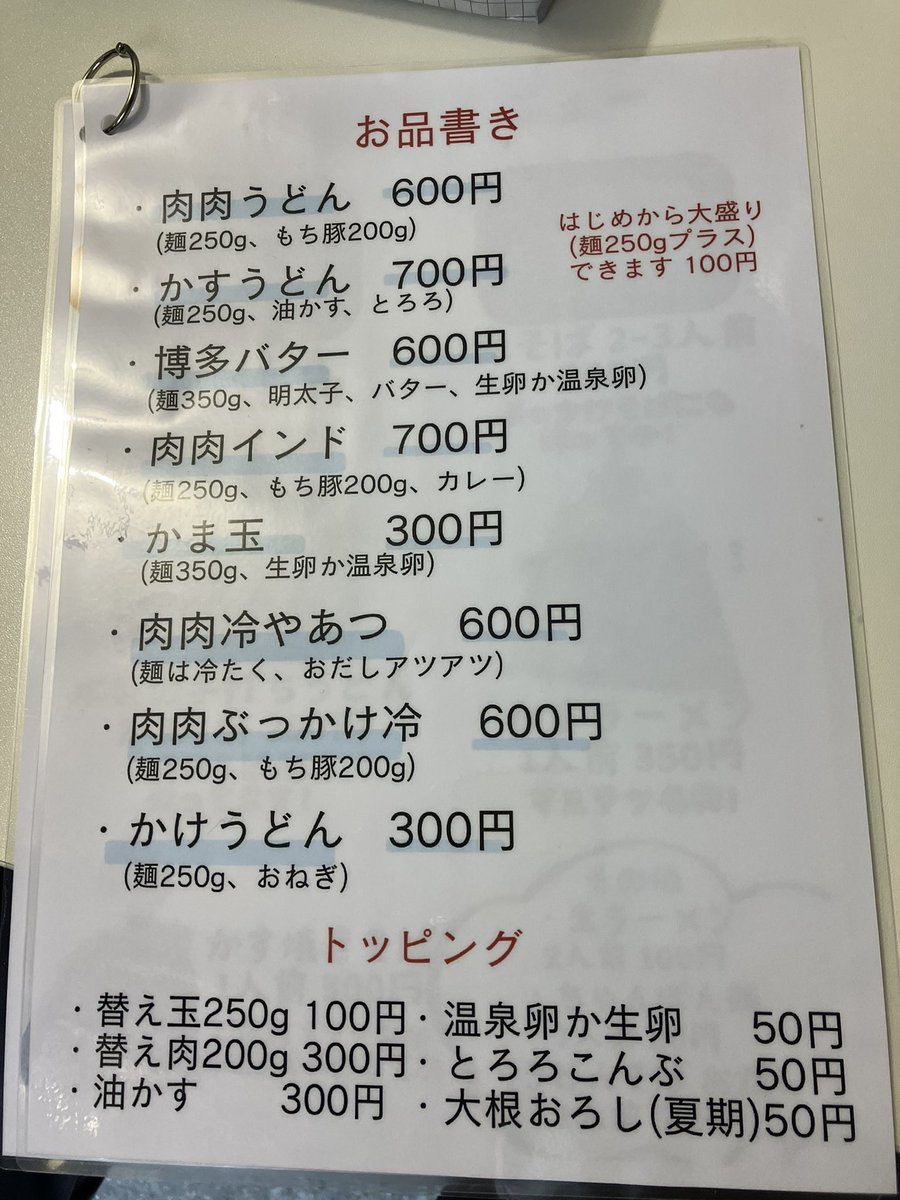 お品書き
・肉肉うどん 600円
(麺250g、もち豚200g)
はじめから大盛り
(麺250gプラス)
できます 100円
・かすうどん 700円
(麺250g、油かす、とろろ)
・博多バター 600円
(麺350g、明太子、バター、生卵か温泉卵)
・肉肉インド 700円
(麺250g、もち豚200g、カレー)
・かま玉 300円
(麺350g、生卵か温泉卵)
・肉肉冷やあつ 600円
(麺は冷たく、おだしアツアツ)
・肉肉ぶっかけ冷 600円
(麺250g、もち豚200g)
・かけうどん 300円
(麺250g、おねぎ)
トッピング
・替え玉250g 100円
・替え肉200g 300円
・油かす 300円
・温泉卵か生卵 50円
・とろろこんぶ 50円
・大根おろし(夏期)50円